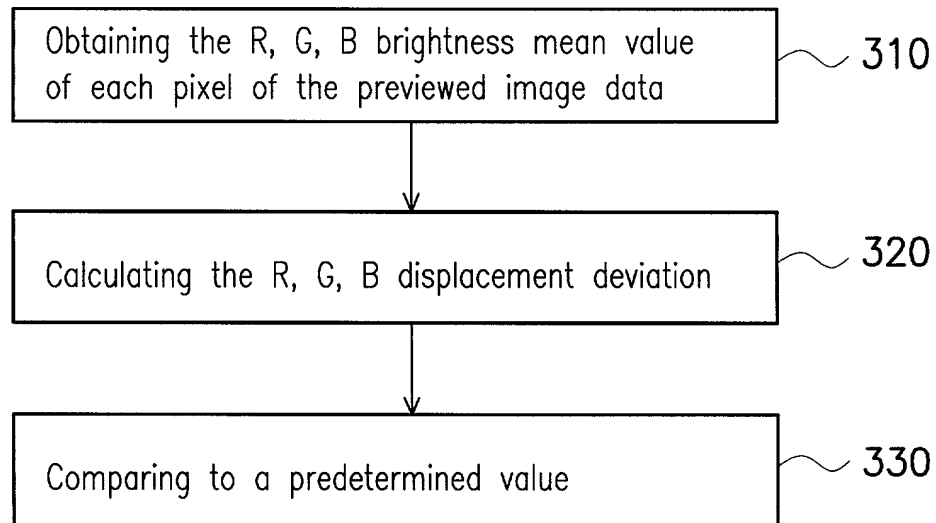 Obtaining the R, G, B brightness mean value
of each pixel of the previewed image data
310
Calculating the R, G, B displacement deviation
320
Comparing to a predetermined value
330